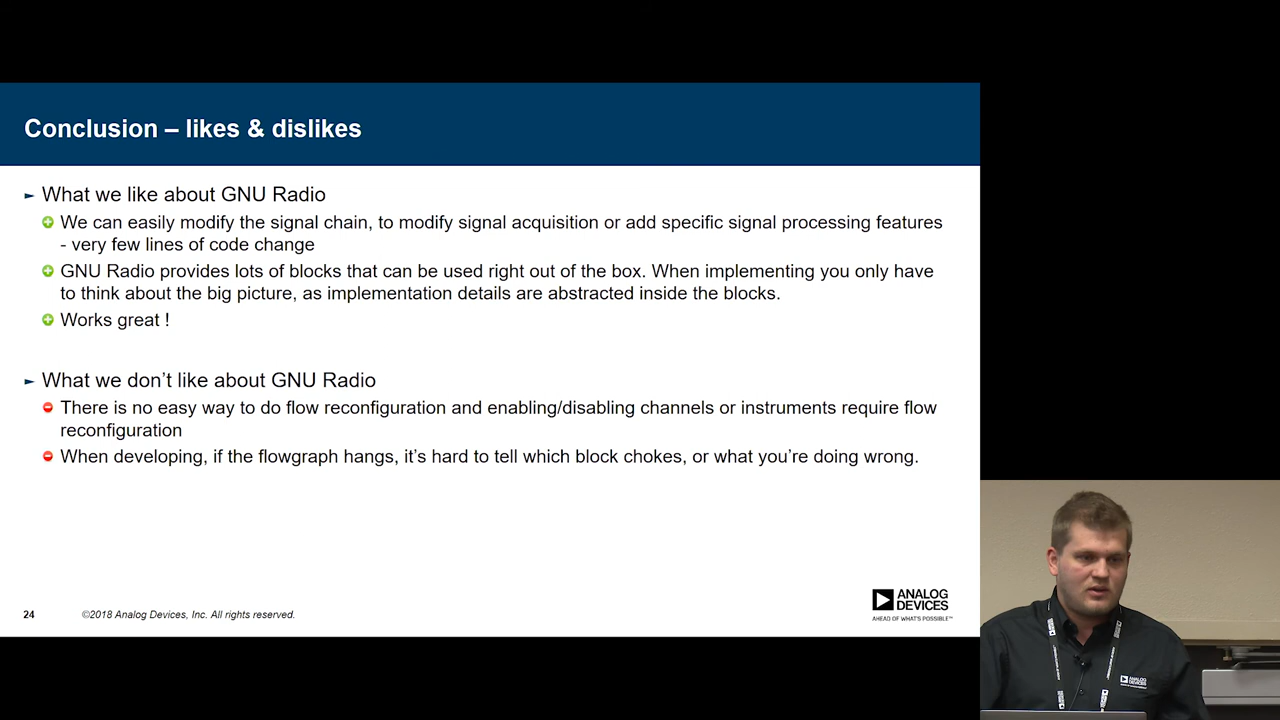 Conclusion – likes & dislikes
► What we like about GNU Radio
We can easily modify the signal chain, to modify signal acquisition or add specific signal processing features
- very few lines of code change
GNU Radio provides lots of blocks that can be used right out of the box. When implementing you only have
to think about the big picture, as implementation details are abstracted inside the blocks.
Works great !
► What we don't like about GNU Radio
There is no easy way to do flow reconfiguration and enabling/disabling channels or instruments require flow
reconfiguration
When developing, if the flowgraph hangs, it's hard to tell which block chokes, or what you're doing wrong.
24
©2018 Analog Devices, Inc. All rights reserved.
ANALOG
DEVICES
AHEAD OF WHAT'S POSSIBLE™
ANALOG
DEVICES